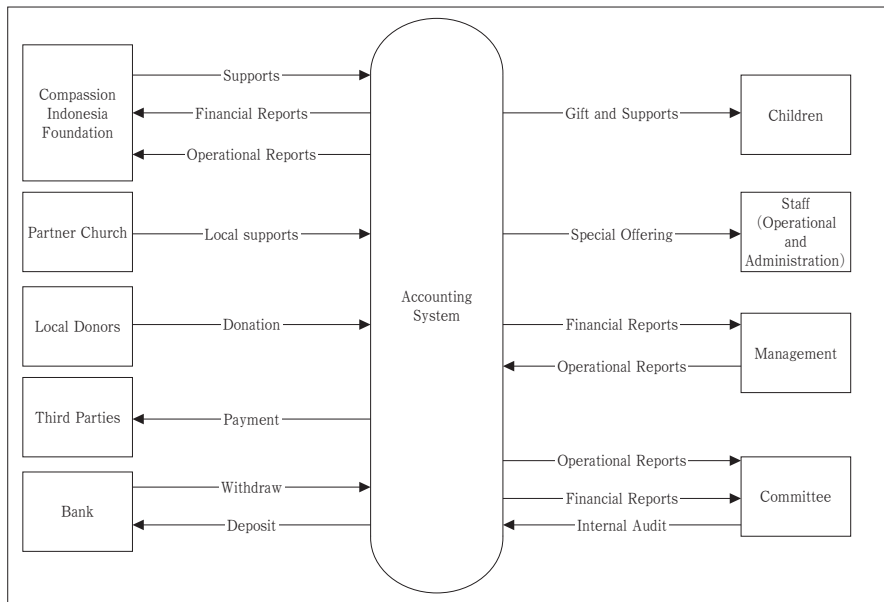 Compassion
Indonesia
Foundation
Supports
Financial Reports
Operational Reports
Partner Church
Local supports
Local Donors
Donation
Third Parties
Payment
Bank
Withdraw
Deposit
Accounting
System
Gift and Supports
Children
Special Offering
Staff
(Operational
and
Administration)
Financial Reports
Operational Reports
Management
Operational Reports
Financial Reports
Internal Audit
Committee